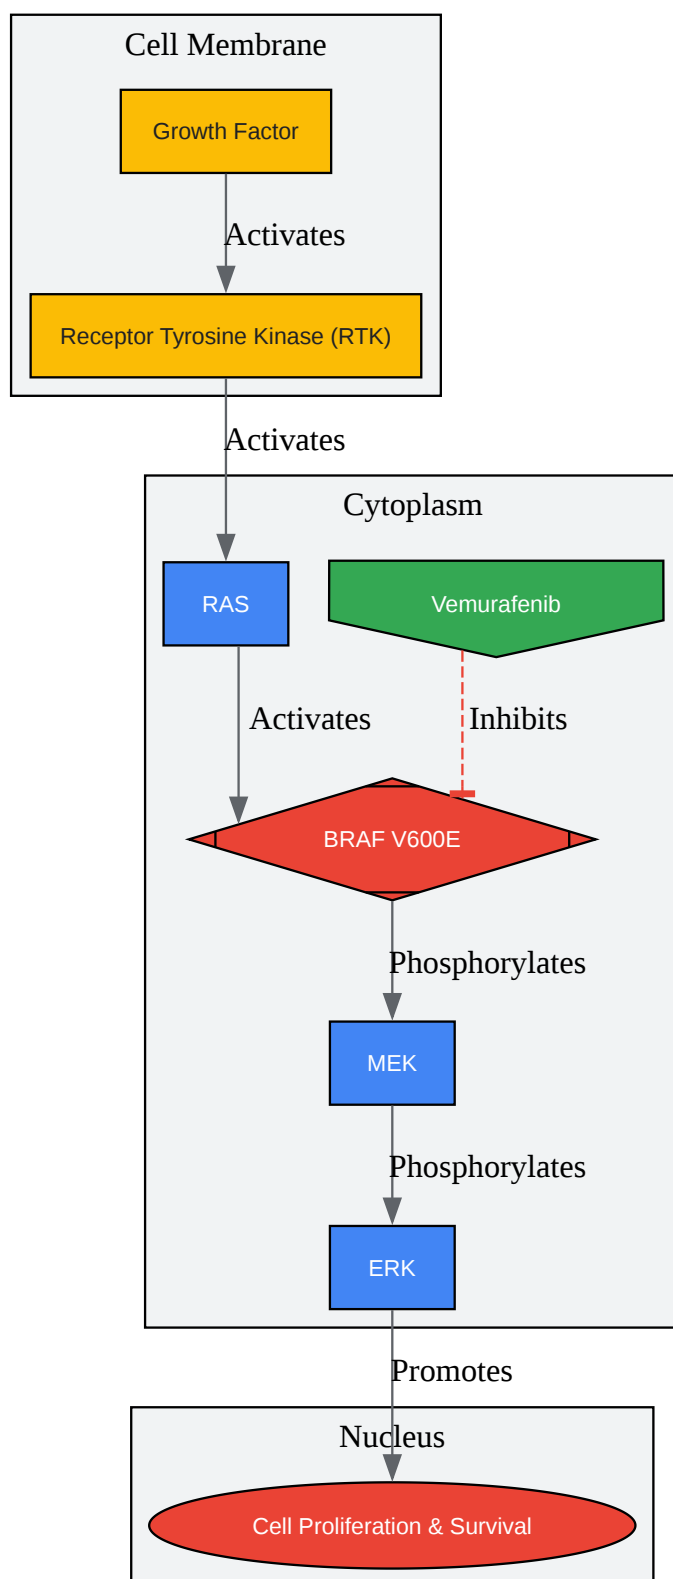 Cell Membrane
Growth Factor
Activates
Receptor Tyrosine Kinase (RTK)
Activates
Cytoplasm
RAS
Vemurafenib
Activates
Inhibits
BRAF V600E
Phosphorylates
MEK
Phosphorylates
ERK
Promotes
Nucleus
Cell Proliferation & Survival